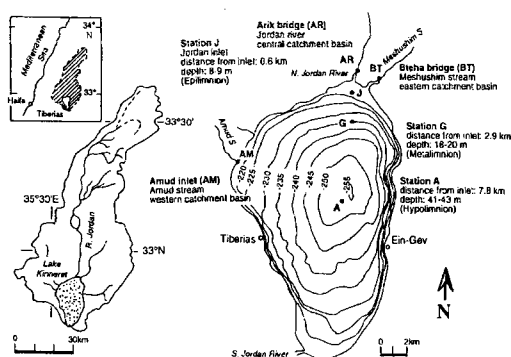 34°
N
Mediterranean
Sea
Haifa
33°
Tiberias
33°30'
35°30'E
R. Jordan
33°N
Lake
Kinneret
0 30km
Arik bridge (AR)
Jordan river
central catchment basin
Station J
Jordan inlet
distance from inlet: 0.6 km
depth: 8-9 m
(Epilimnion)
AR
BT
Meshushim S
N. Jordan River
Bteha bridge (BT)
Meshushim stream
eastern catchment basin
J
G
Amud S
AM
Amud inlet (AM)
Amud stream
western catchment basin
-220
-225
-230
-235
-240
-245
-250
-255
A
Station G
distance from inlet: 2.9 km
depth: 18-20 m
(Metalimnion)
Station A
distance from inlet: 7.8 km
depth: 41-43 m
(Hypolimnion)
Tiberias
Ein-Gev
N
S. Jordan River
0 2km